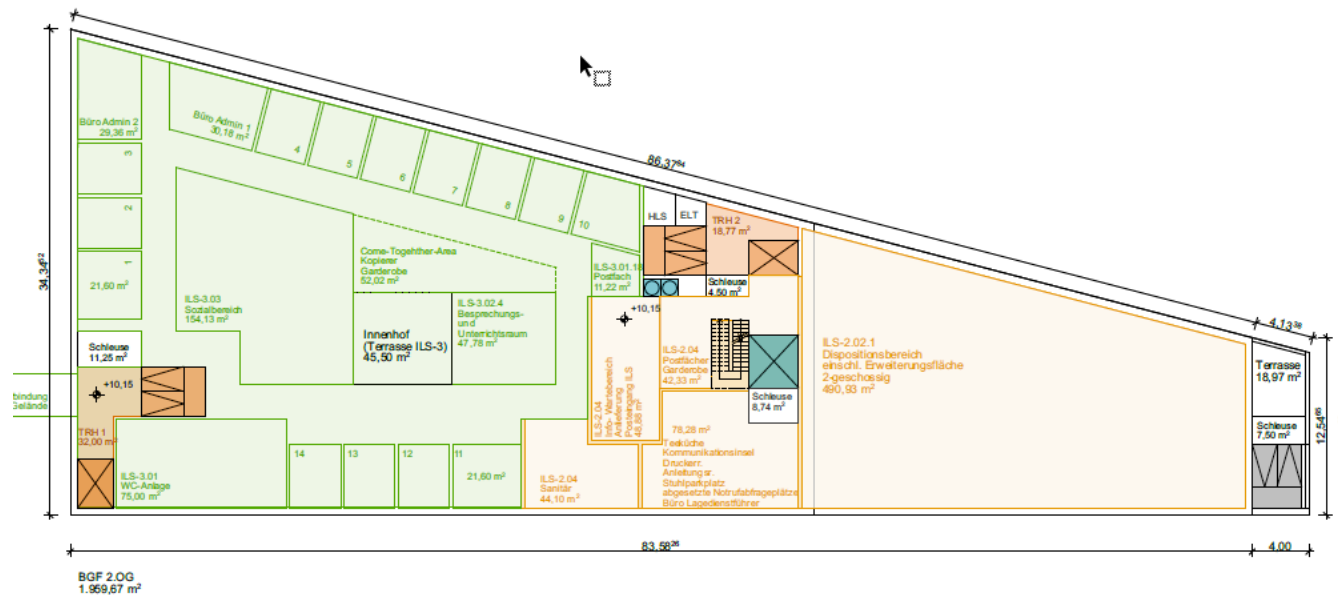 86,37⁸⁴
34,34³²
Büro Admin 2
29,36 m²
Büro Admin 1
30,18 m²
3
2
1
21,60 m²
4
5
6
7
8
9
10
HLS
ELT
TRH 2
18,77 m²
Schleuse
4,50 m²
Come-Togehther-Area
Kopierer
Garderobe
52,02 m²
ILS-3.01.18
Postfach
11,22 m²
ILS-3.03
Sozialbereich
154,13 m²
ILS-3.02.4
Besprechungs-
und
Unterrichtsraum
47,78 m²
Innenhof
(Terrasse ILS-3)
45,50 m²
+10,15
Schleuse
11,25 m²
+10,15
bindung
Gelände
TRH 1
32,00 m²
ILS-3.01
WC-Anlage
75,00 m²
14
13
12
11
21,60 m²
ILS-2.04
Info- Wartebereich
Anlieferung
Posteingang ILS
48,88 m²
ILS-2.04
Postfächer
Garderobe
42,33 m²
Schleuse
8,74 m²
ILS-2.04
Sanitär
44,10 m²
78,28 m²
Teeküche
Kommunikationsinsel
Druckerr.
Anleitungsr.
Stuhlparkplatz
abgesetzte Notrufabfrageplätze
Büro Lagedienstführer
ILS-2.02.1
Dispositionsbereich
einschl. Erweiterungsfläche
2-geschossig
490,93 m²
4,13³⁸
Terrasse
18,97 m²
Schleuse
7,50 m²
12,54⁶⁸
83,58²⁶
4,00
BGF 2.OG
1.959,67 m²